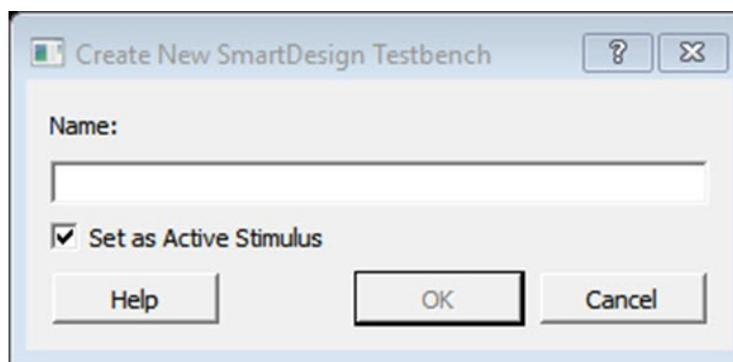 Create New SmartDesign Testbench ?
Name:
Set as Active Stimulus
Help OK Cancel